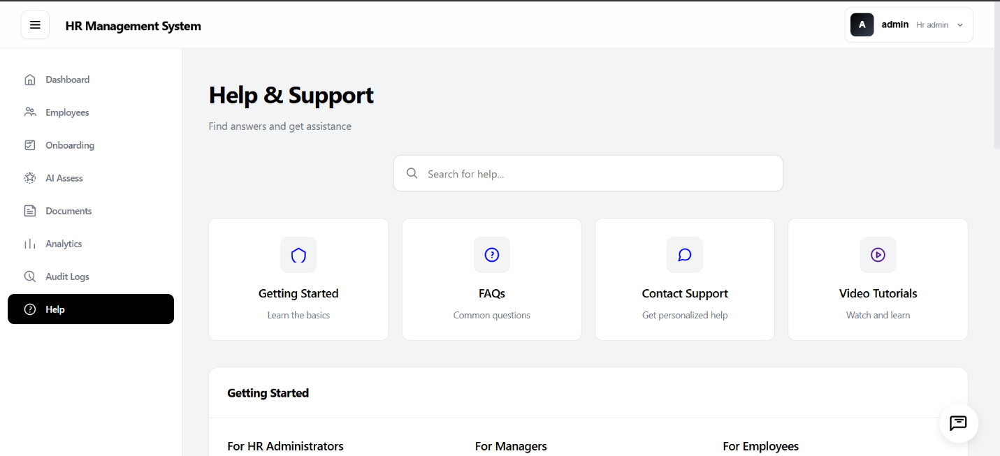 HR Management System
A admin Hr admin
Dashboard
Employees
Onboarding
AI Assess
Documents
Analytics
Audit Logs
Help
Help & Support
Find answers and get assistance
Search for help...
Getting Started
Learn the basics
FAQs
Common questions
Contact Support
Get personalized help
Video Tutorials
Watch and learn
Getting Started
For HR Administrators
For Managers
For Employees